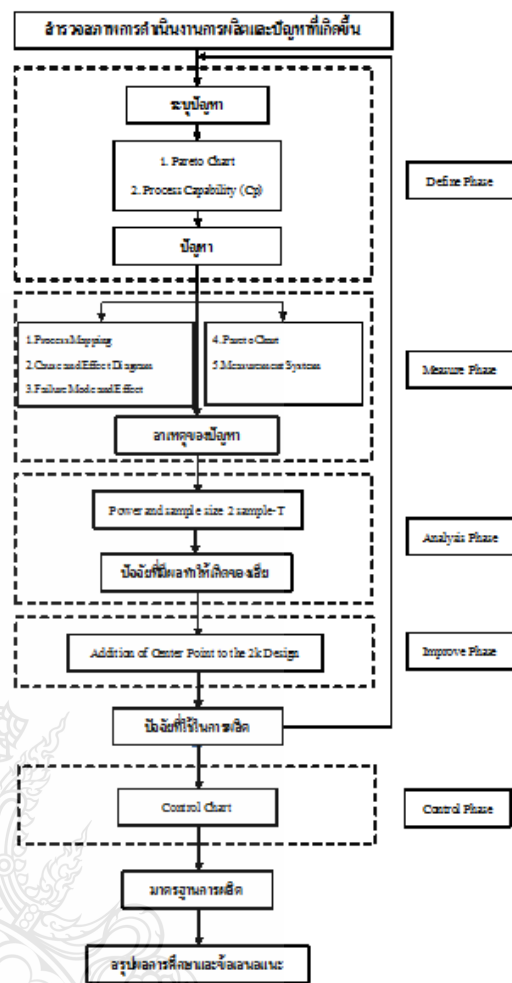 สำรวจสภาพการดำเนินงานการผลิตและปัญหาที่เกิดขึ้น
ระบุปัญหา
1. Pareto Chart
2. Process Capability (Cp)
Define Phase
ปัญหา
1.Process Mapping
2.Cause and Effect Diagram
3.Failure Mode and Effect
4.Pareto Chart
5.Measurement Systems
Measure Phase
สาเหตุของปัญหา
Power and sample size 2 sample-T
Analysis Phase
ปัจจัยที่มีผลทำให้เกิดของเสีย
Addition of Center Point to the 2k Design
Improve Phase
ปัจจัยที่ใช้ในการผลิต
Control Chart
Control Phase
มาตรฐานการผลิต
สรุปผลการศึกษาและข้อเสนอแนะ